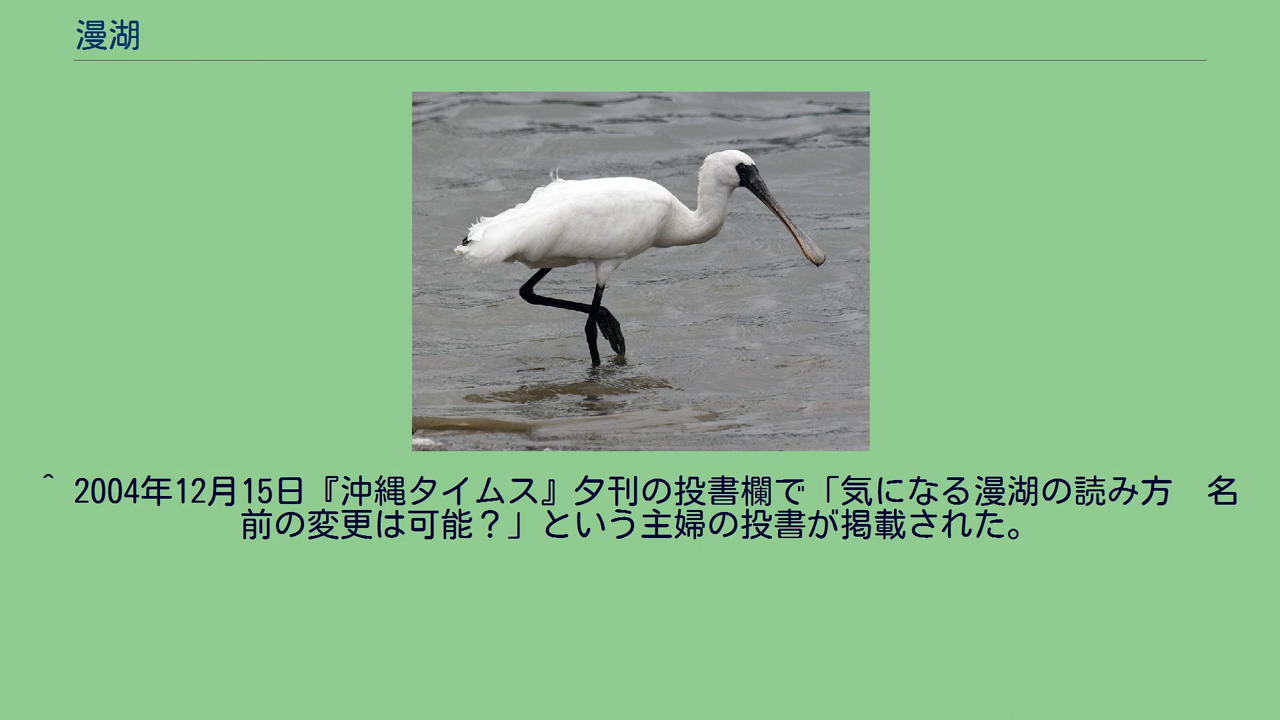 漫湖
^ 2004年12月15日『沖縄タイムス』夕刊の投書欄で「気になる漫湖の読み方　名
前の変更は可能？」という主婦の投書が掲載された。